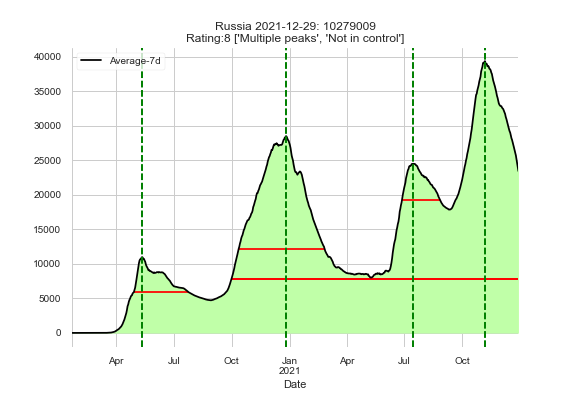 Russia 2021-12-29: 10279009
Rating:8 ['Multiple peaks', 'Not in control']
Average-7d
40000
35000
30000
25000
20000
15000
10000
5000
0
Apr Jul Oct Jan Apr Jul Oct
2021
Date